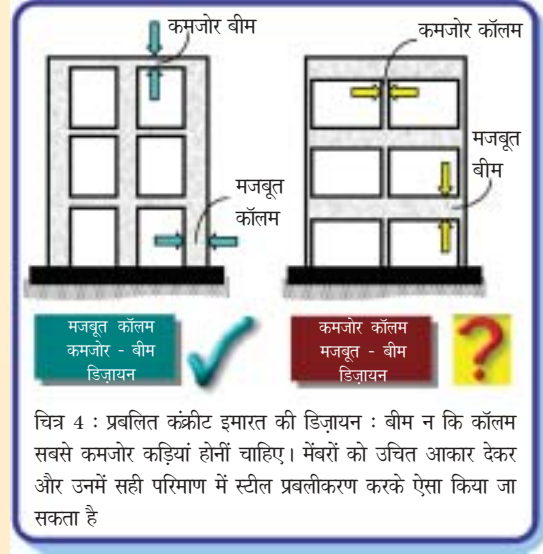 कमजोर बीम
कमजोर कॉलम
मजबूत
बीम
मजबूत
कॉलम
मजबूत कॉलम
कमजोर - बीम
डिज़ायन
कमजोर कॉलम
मजबूत - बीम
डिज़ायन
?
चित्र 4 : प्रबलित कंक्रीट इमारत की डिज़ायन : बीम न कि कॉलम
सबसे कमजोर कड़ियां होनीं चाहिए। मेंबरों को उचित आकार देकर
और उनमें सही परिमाण में स्टील प्रबलीकरण करके ऐसा किया जा
सकता है